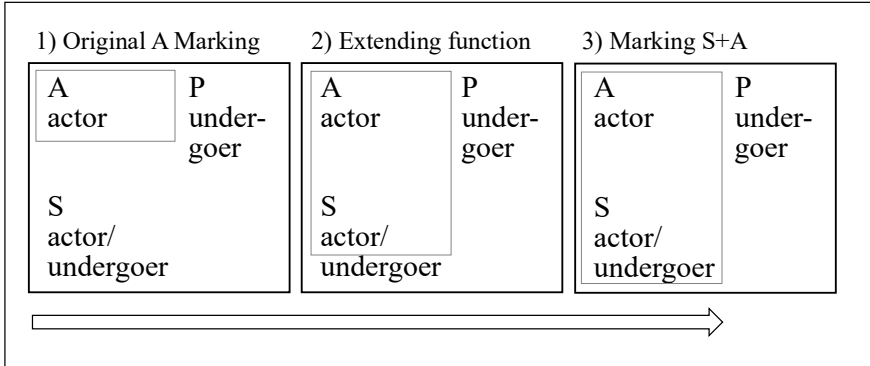 1) Original A Marking
2) Extending function
3) Marking S+A
A
actor
P
under-
goer
S
actor/
undergoer
A
actor
P
under-
goer
S
actor/
undergoer
A
actor
P
under-
goer
S
actor/
undergoer